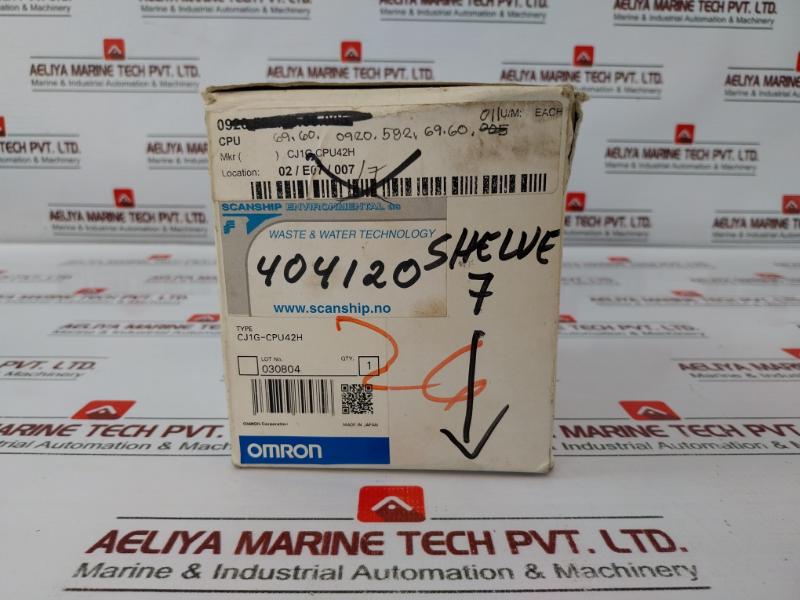 AELIYA MARINE TECH PVT. LTD.
Marine & Industrial Automation & Machinery
011 U/M: EACH
CPU 69.60. 0920.582.69.60.
Mkr ( ) CJ1G-CPU42H
Location: 02/E07 007/7
SCANSHIP ENVIRONMENTAL as
WASTE & WATER TECHNOLOGY
404120
SHELVE
7
www.scanship.no
TYPE
CJ1G-CPU42H
LOT No. QTY.
030804 1
26
OMRON Corporation MADE IN JAPAN
OMRON
AELIYA MARINE TECH PVT. LTD.
Marine & Industrial Automation & Machinery